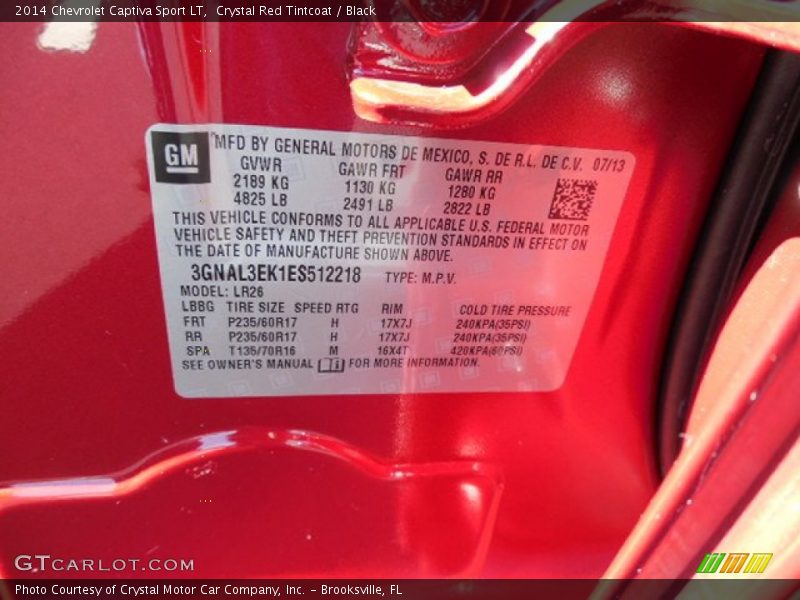 2014 Chevrolet Captiva Sport LT, Crystal Red Tintcoat / Black
GM
MFD BY GENERAL MOTORS DE MEXICO, S. DE R.L. DE C.V. 07/13
GVWR GAWR FRT GAWR RR
2189 KG 1130 KG 1280 KG
4825 LB 2491 LB 2822 LB
THIS VEHICLE CONFORMS TO ALL APPLICABLE U.S. FEDERAL MOTOR
VEHICLE SAFETY AND THEFT PREVENTION STANDARDS IN EFFECT ON
THE DATE OF MANUFACTURE SHOWN ABOVE.
3GNAL3EK1ES512218 TYPE: M.P.V.
MODEL: LR26
LBBG TIRE SIZE SPEED RTG RIM COLD TIRE PRESSURE
FRT P235/60R17 H 17X7J 240KPA(35PSI)
RR P235/60R17 H 17X7J 240KPA(35PSI)
SPA T135/70R16 M 16X4T 420KPA(60PSI)
SEE OWNER'S MANUAL FOR MORE INFORMATION.
GTCARLOT.COM
Photo Courtesy of Crystal Motor Car Company, Inc. - Brooksville, FL